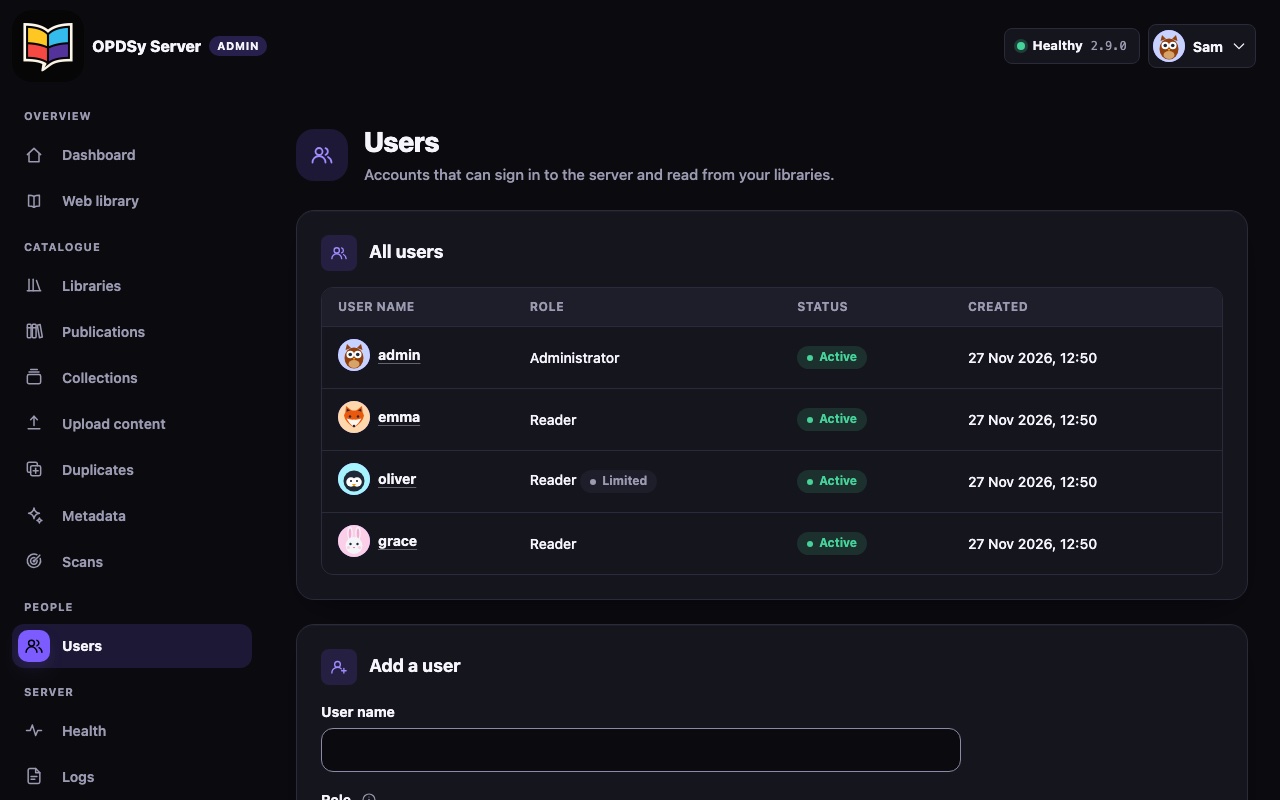 OPDSy Server ADMIN
Healthy 2.9.0
Sam
OVERVIEW
Dashboard
Web library
CATALOGUE
Libraries
Publications
Collections
Upload content
Duplicates
Metadata
Scans
PEOPLE
Users
SERVER
Health
Logs
Users
Accounts that can sign in to the server and read from your libraries.
All users
USER NAME ROLE STATUS CREATED
admin Administrator Active 27 Nov 2026, 12:50
emma Reader Active 27 Nov 2026, 12:50
oliver Reader Limited Active 27 Nov 2026, 12:50
grace Reader Active 27 Nov 2026, 12:50
Add a user
User name
Role